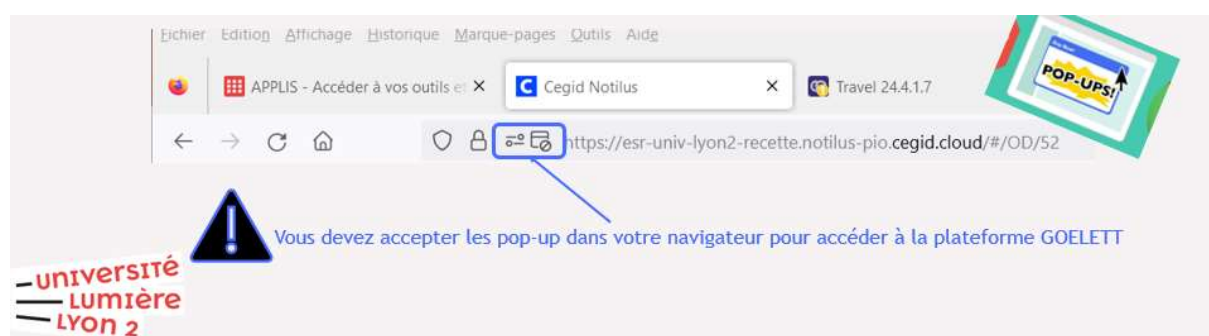 Fichier Edition Affichage Historique Marque-pages Outils Aide
APPLIS - Accéder à vos outils et
Cegid Notilus
Travel 24.4.1.7
POP-UPS!
https://esr-univ-lyon2-recette.notilus-pio.cegid.cloud/#/OD/52
Vous devez accepter les pop-up dans votre navigateur pour accéder à la plateforme GOELETT
université
Lumière
Lyon 2